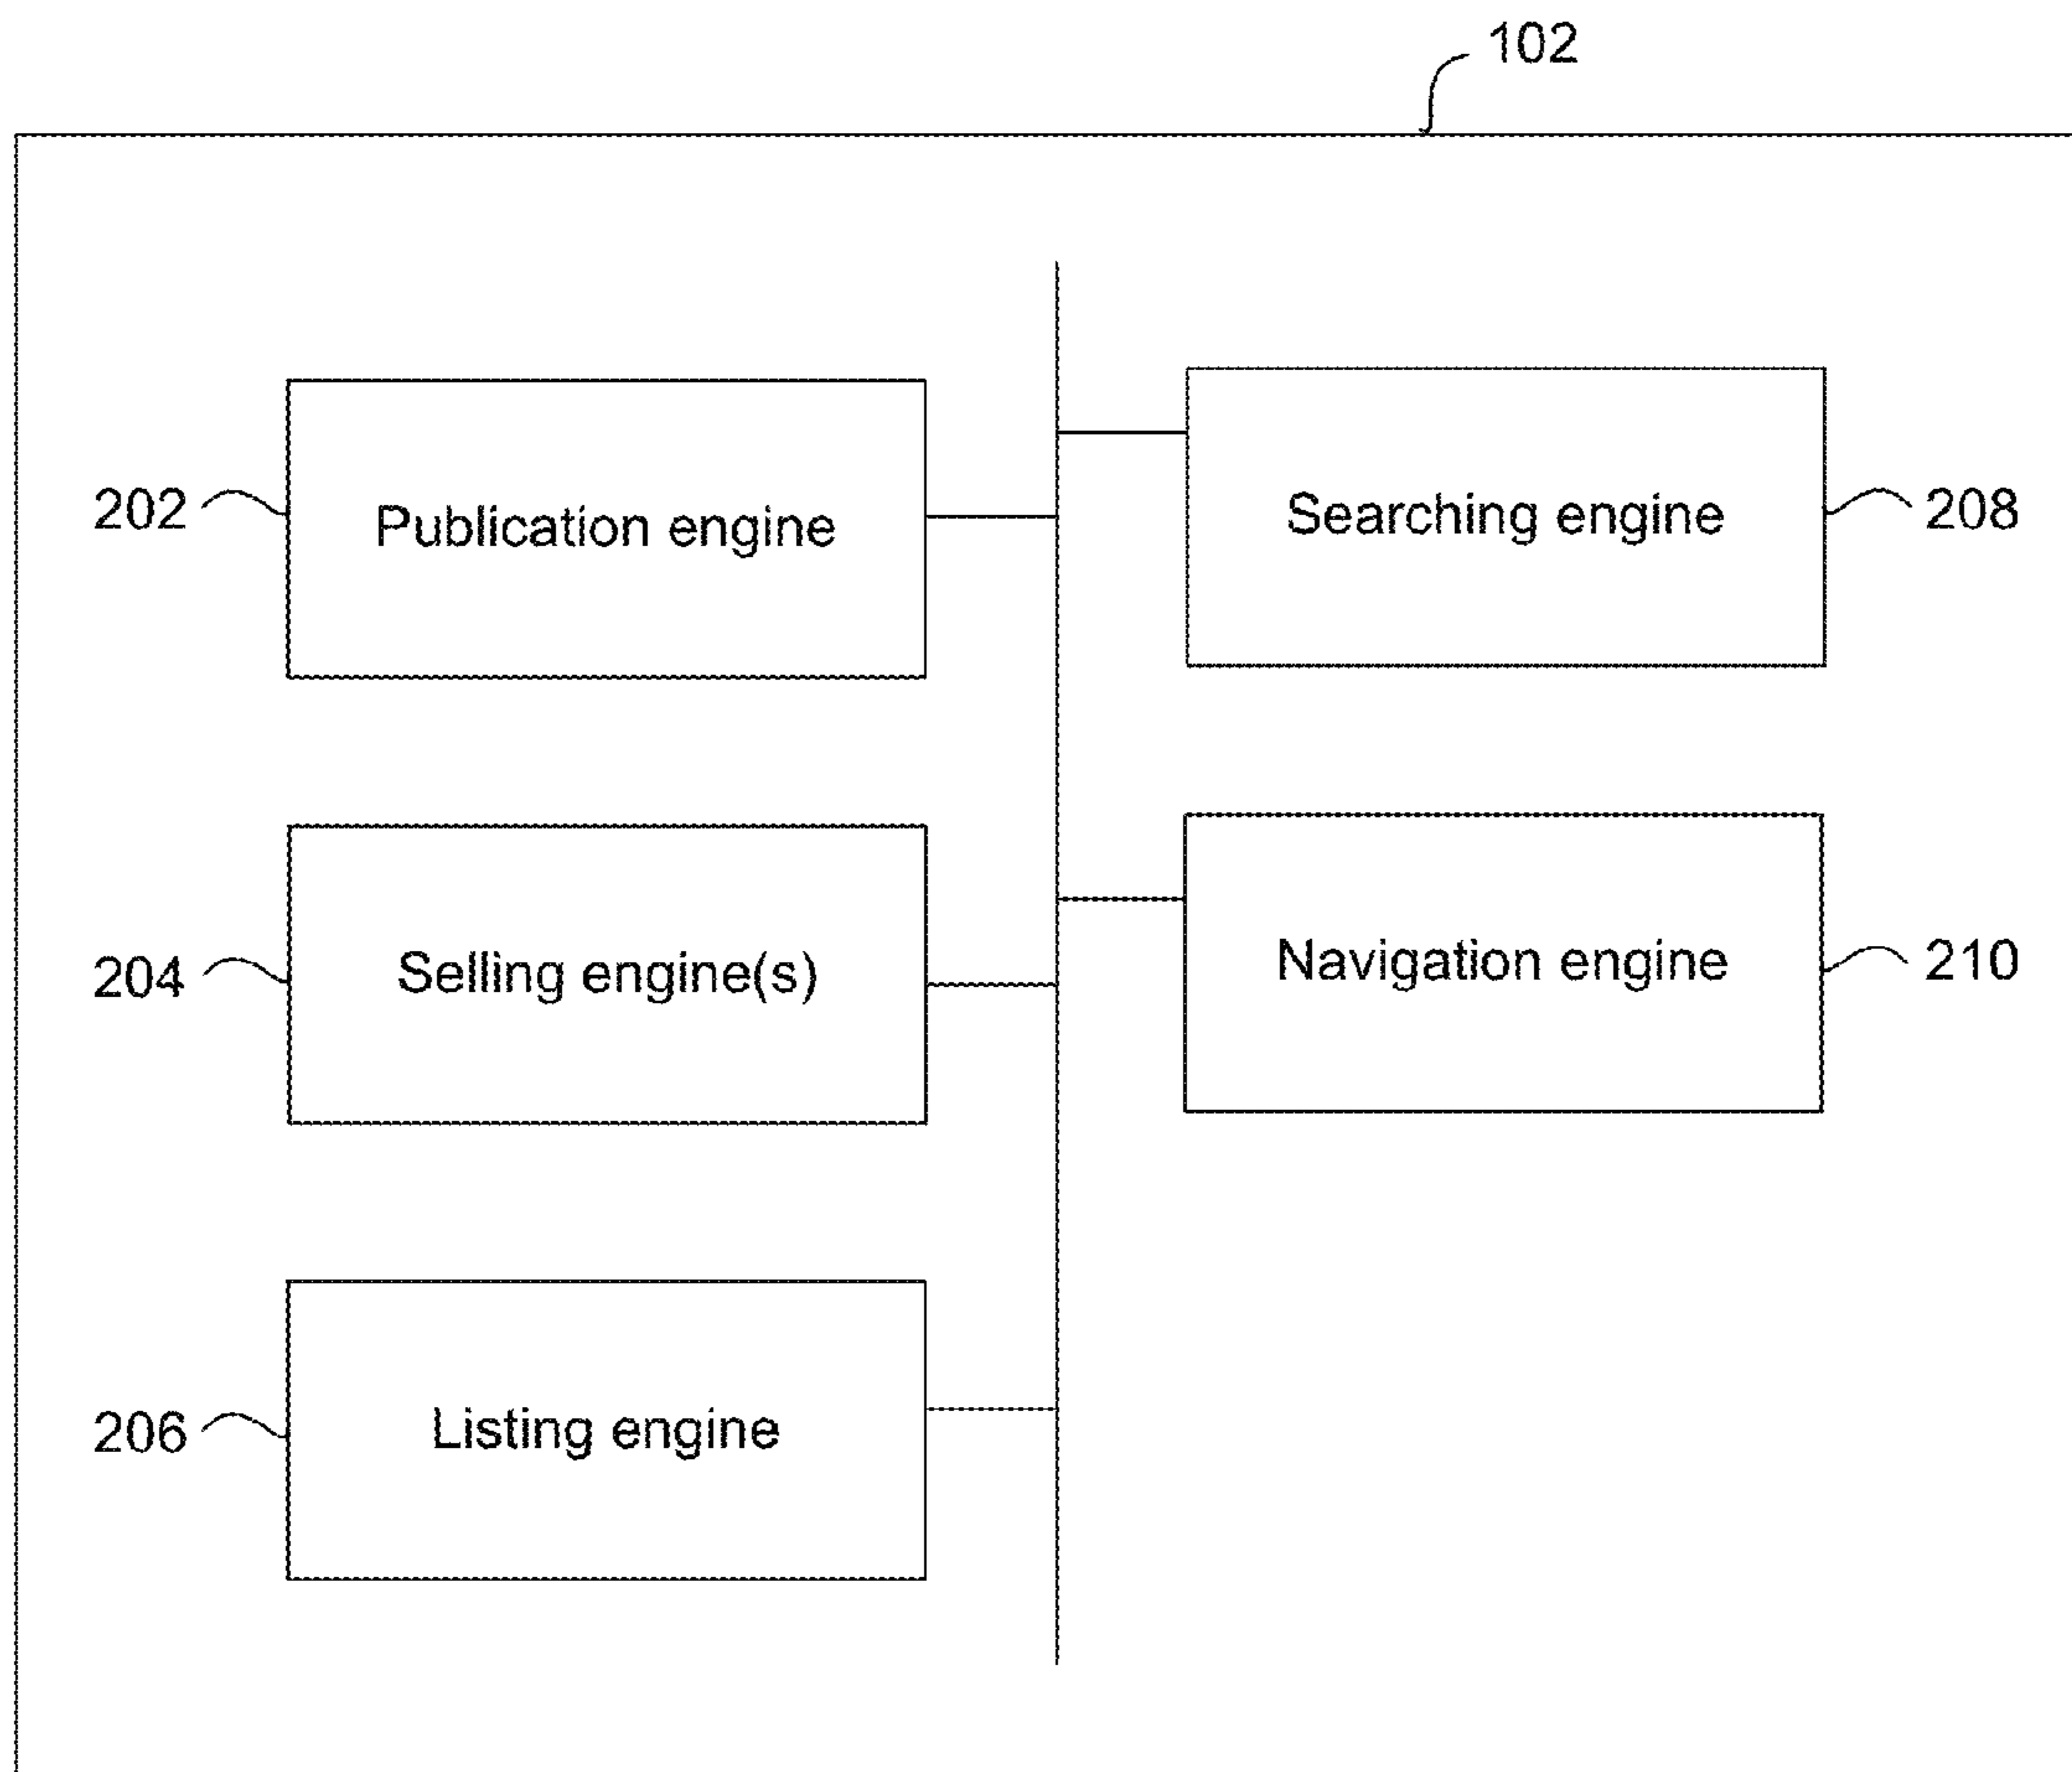 102
202
Publication engine
Searching engine
208
204
Selling engine(s)
Navigation engine
210
206
Listing engine